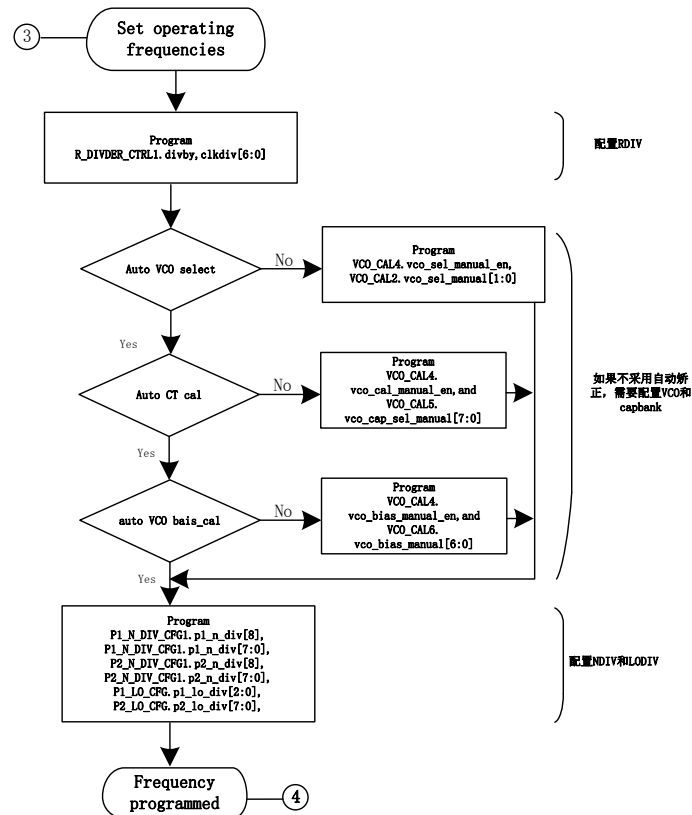 3
Set operating
frequencies
Program
R_DIVDER_CTRL1.divby,clkdiv[6:0]
配置RDIV
Auto VCO select
No
Program
VCO_CAL4.vco_sel_manual_en,
VCO_CAL2.vco_sel_manual[1:0]
Yes
Auto CT cal
No
Program
VCO_CAL4.
vco_cal_manual_en,and
VCO_CAL5.
vco_cap_sel_manual[7:0]
如果不采用自动矫
正，需要配置VCO和
capbank
Yes
auto VCO bais_cal
No
Program
VCO_CAL4.
vco_bias_manual_en,and
VCO_CAL6.
vco_bias_manual[6:0]
Yes
Program
P1_N_DIV_CFG1.p1_n_div[8],
P1_N_DIV_CFG1.p1_n_div[7:0],
P2_N_DIV_CFG1.p2_n_div[8],
P2_N_DIV_CFG1.p2_n_div[7:0],
P1_LO_CFG.p1_lo_div[2:0],
P2_LO_CFG.p2_lo_div[7:0],
配置NDIV和LODIV
Frequency
programmed
4